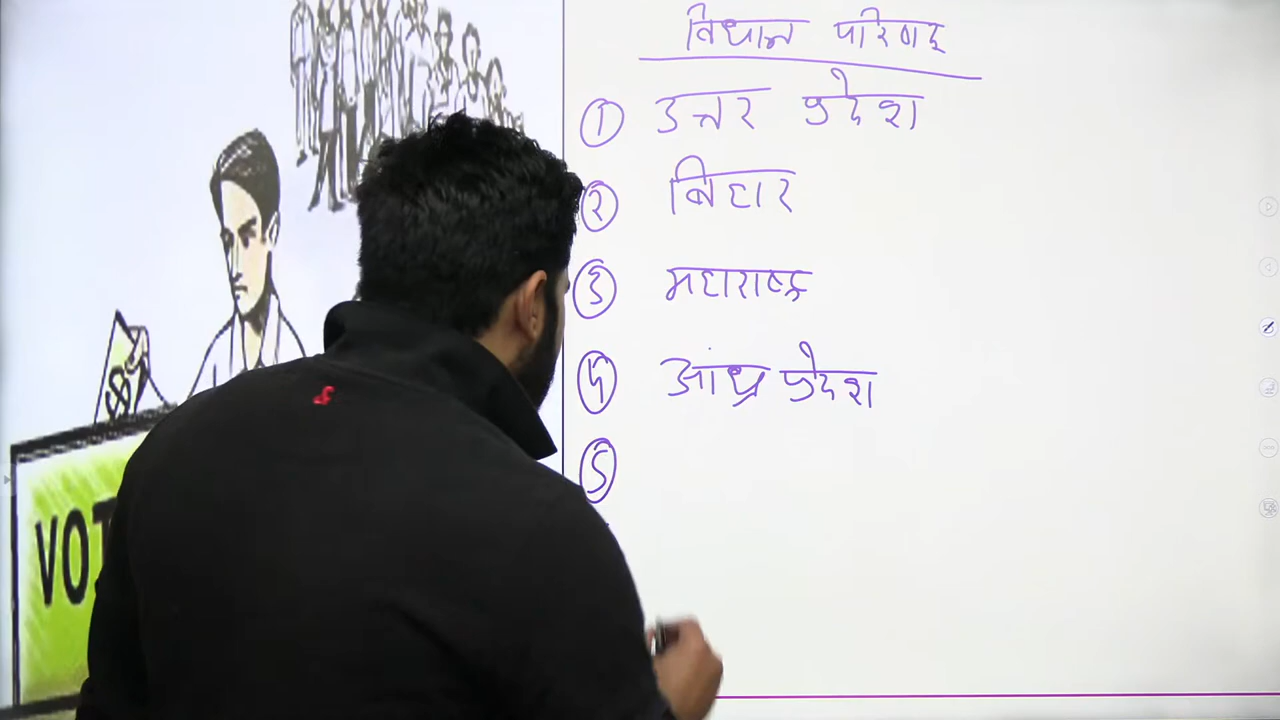 विधान परिषद
① उत्तर प्रदेश
② बिहार
③ महाराष्ट्र
④ आंध्र प्रदेश
⑤
VOT